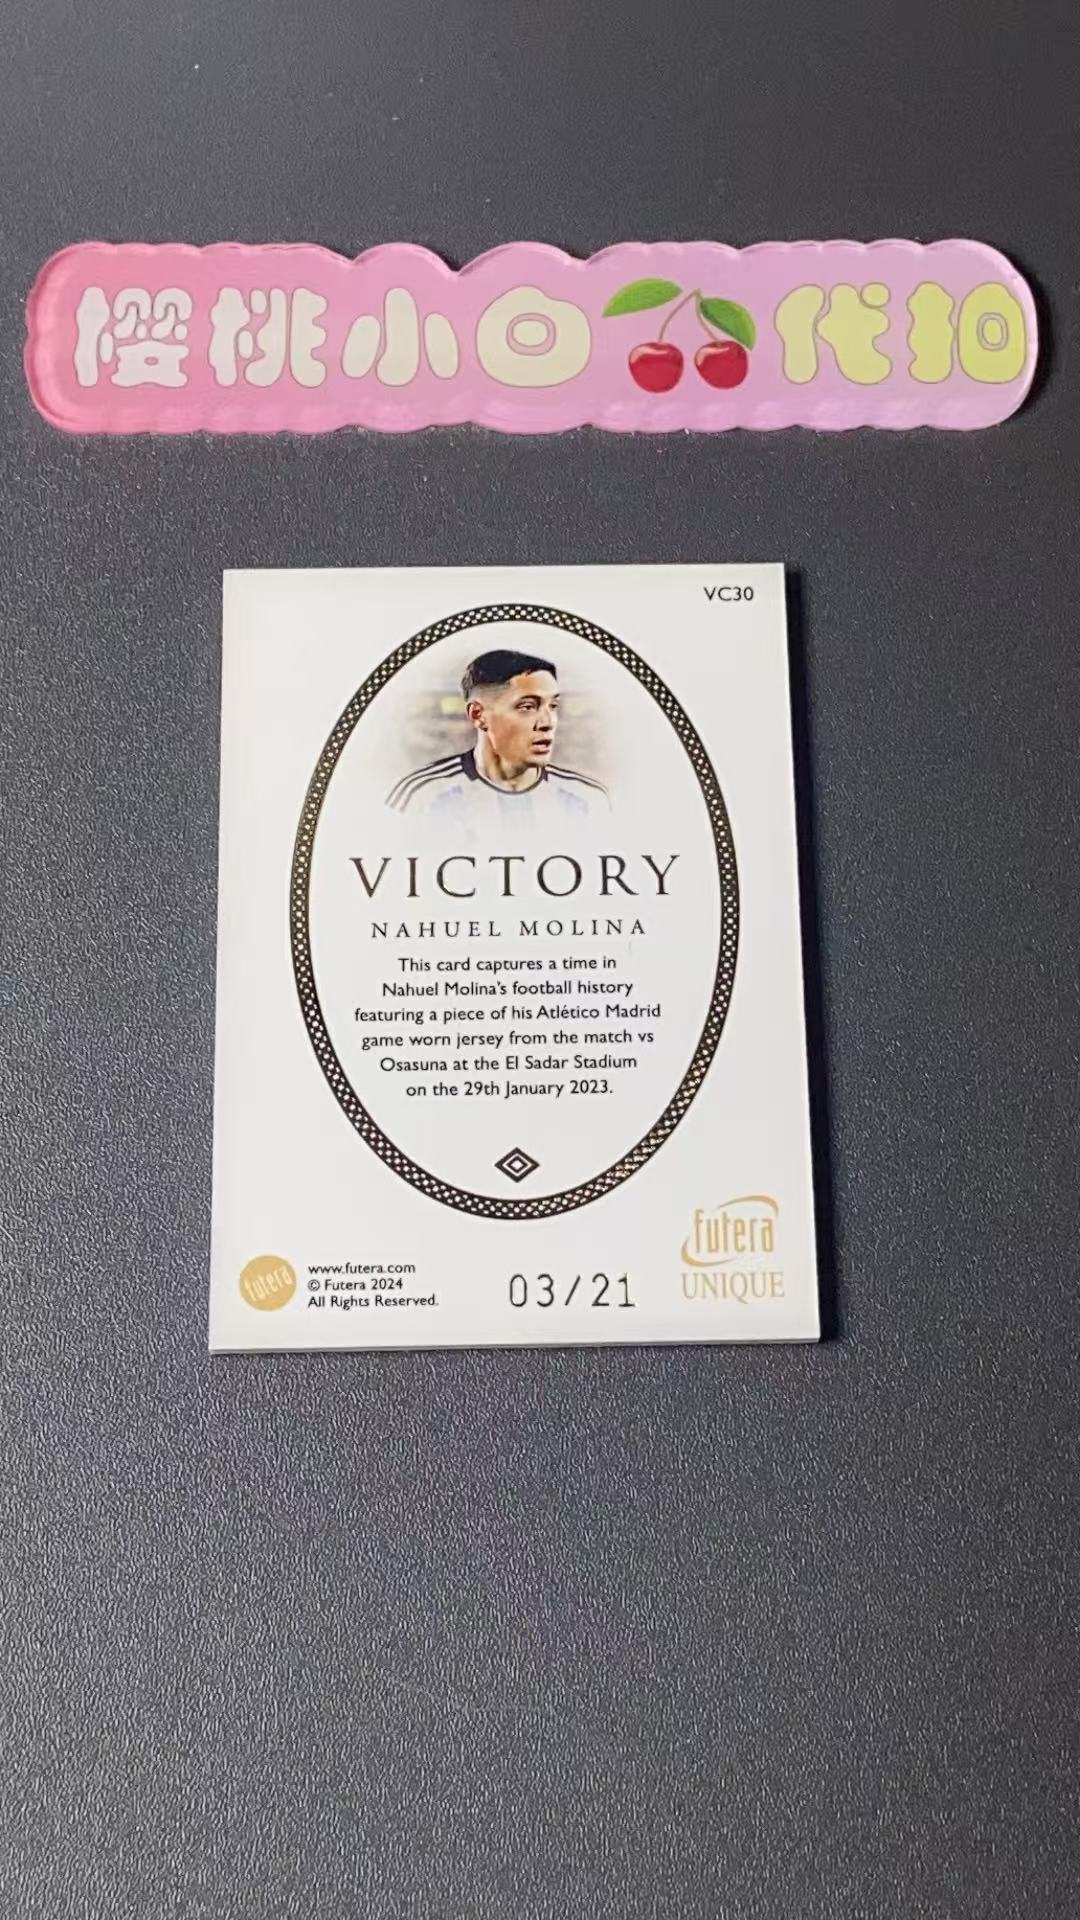 樱桃小口代扣
VC30
VICTORY
NAHUEL MOLINA
This card captures a time in
Nahuel Molina's football history
featuring a piece of his Atlético Madrid
game worn jersey from the match vs
Osasuna at the El Sadar Stadium
on the 29th January 2023.
futera
www.futera.com
© Futera 2024
All Rights Reserved.
03/21
futera
UNIQUE